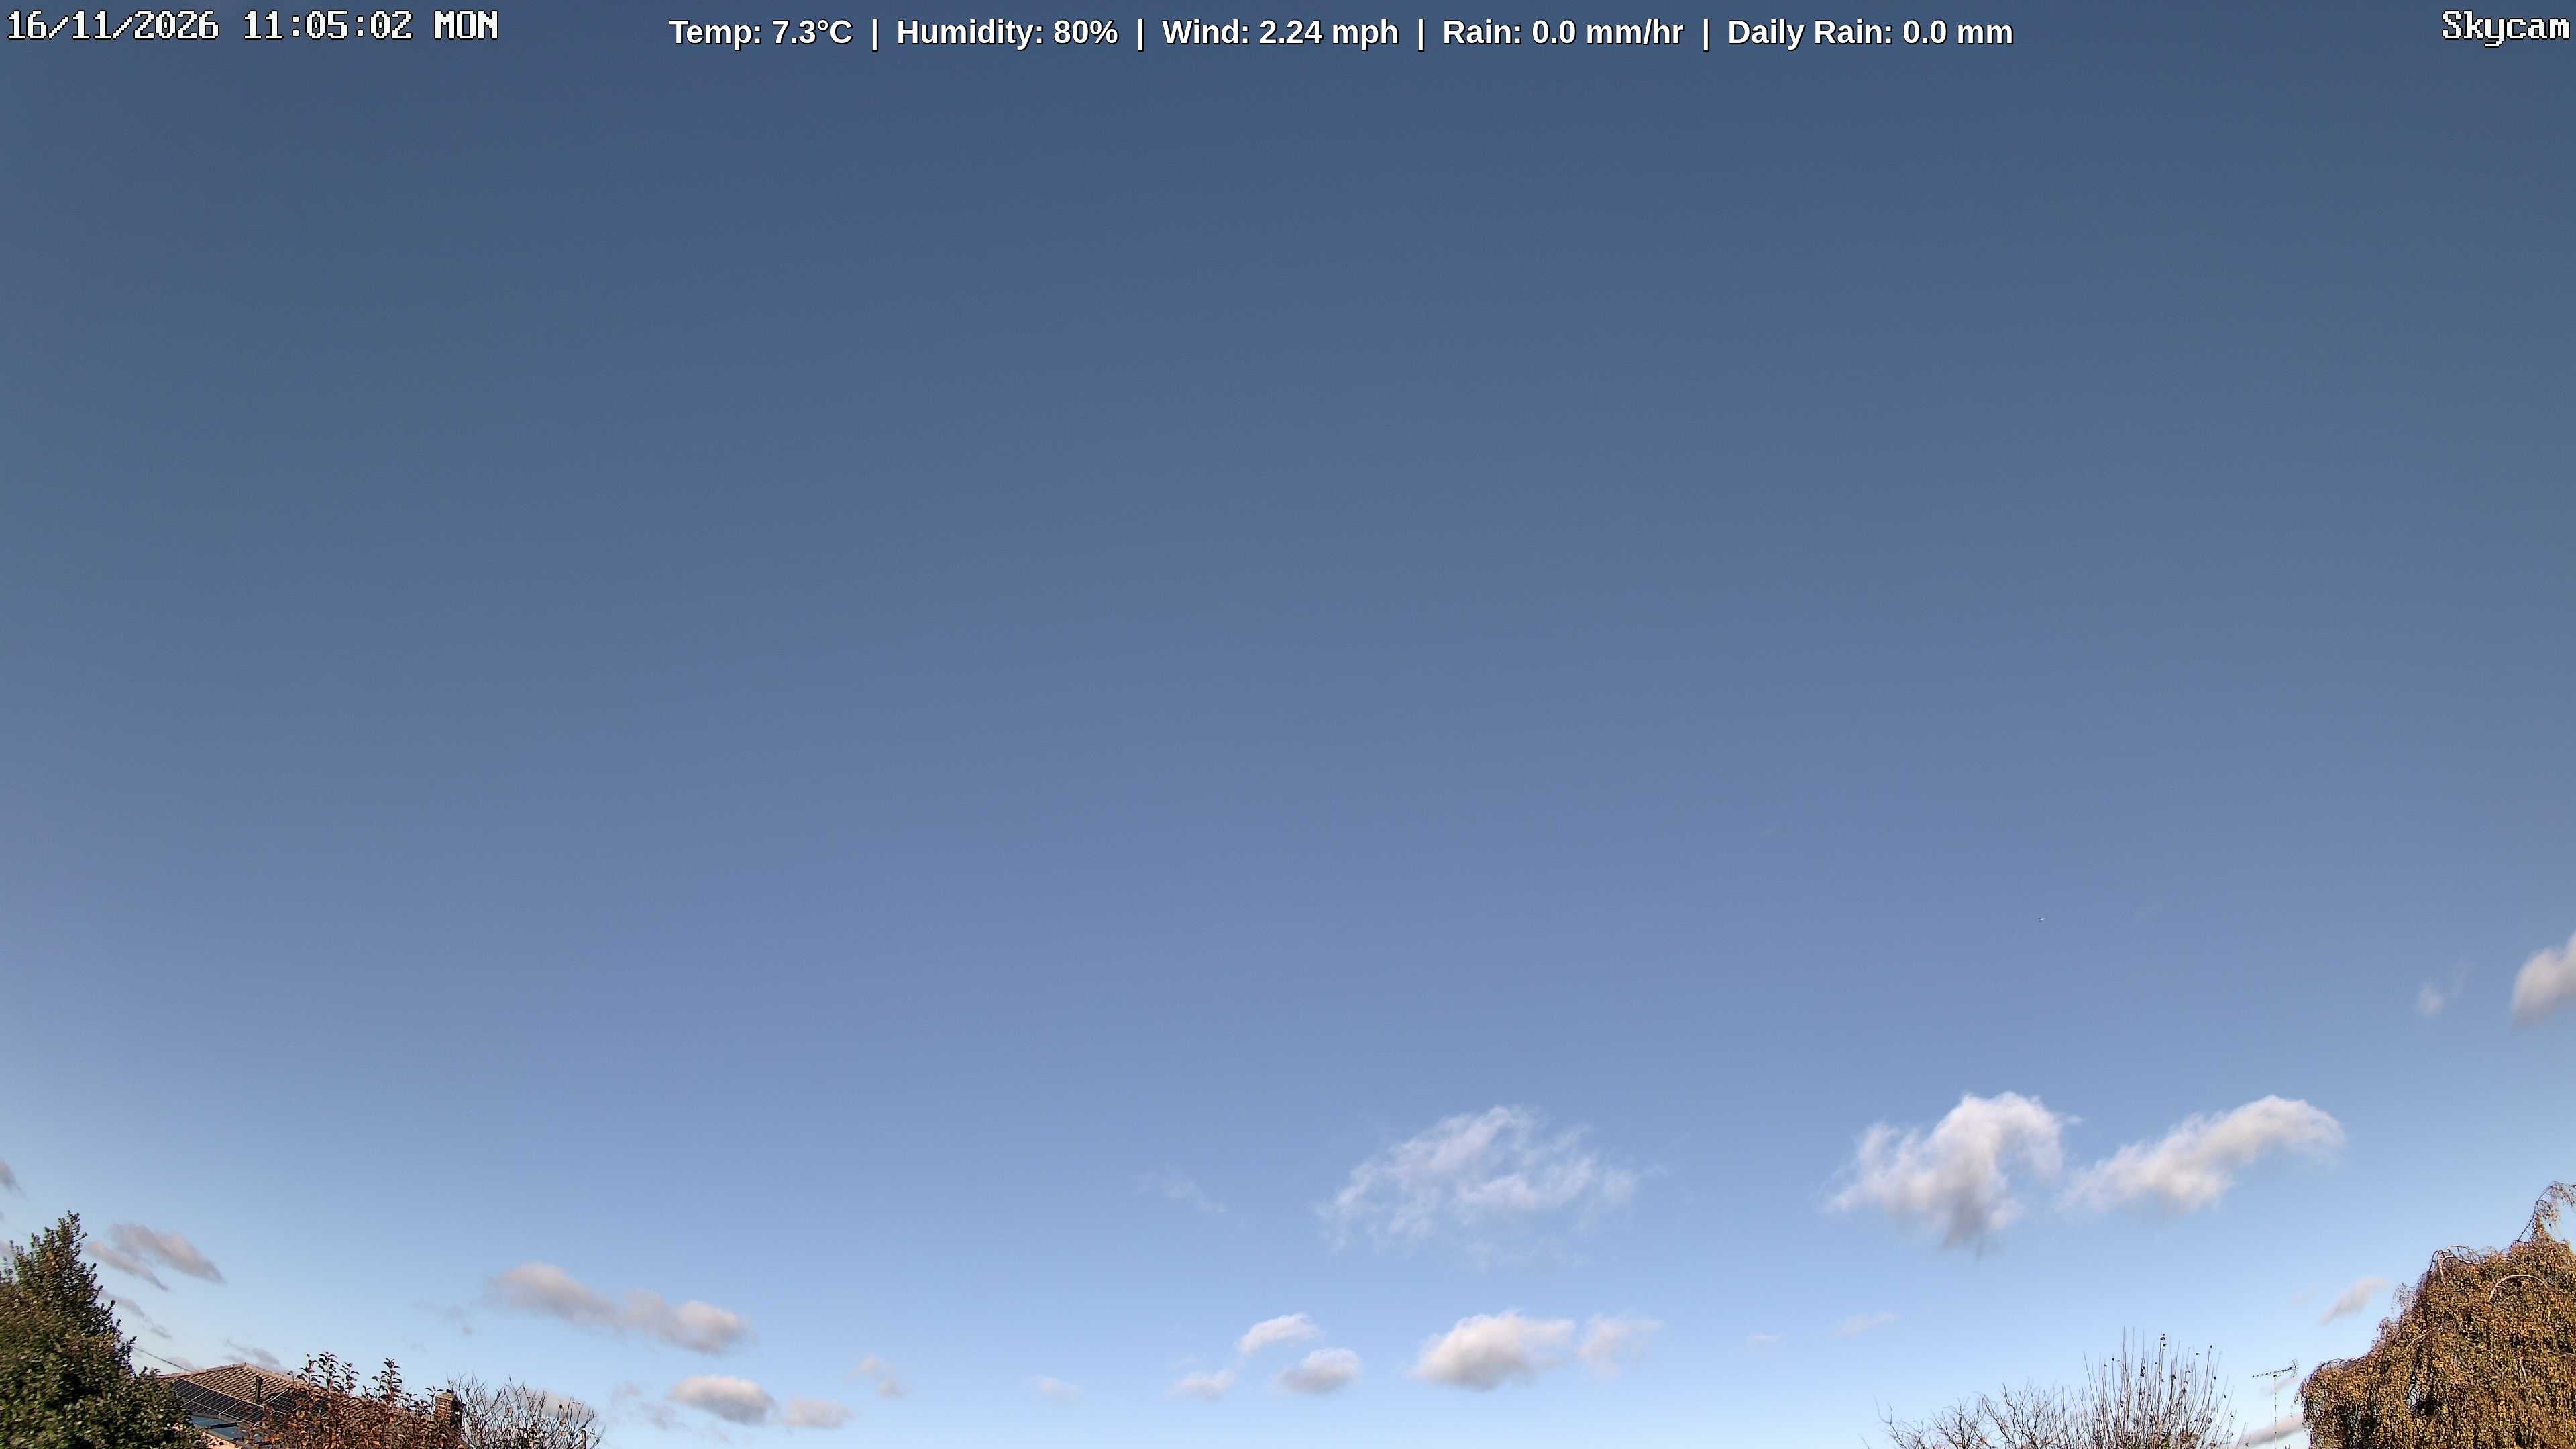 16/11/2026 11:05:02 MON
Temp: 7.3°C | Humidity: 80% | Wind: 2.24 mph | Rain: 0.0 mm/hr | Daily Rain: 0.0 mm
Skycam